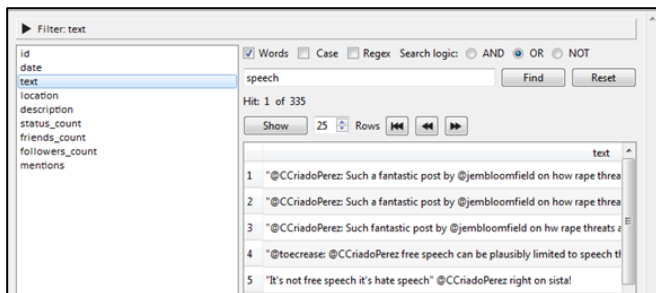 Filter: text
id
date
text
location
description
status_count
friends_count
followers_count
mentions
Words Case Regex Search logic: AND OR NOT
speech Find Reset
Hit: 1 of 335
Show 25 Rows
text
1 "@CCriadoPerez: Such a fantastic post by @jembloomfield on how rape threa
2 "@CCriadoPerez: Such a fantastic post by @jembloomfield on how rape threa
3 "@CCriadoPerez: Such fantastic post by @jembloomfield on hw rape threats a
4 "@toecrease: @CCriadoPerez free speech can be plausibly limited to speech th
5 "It's not free speech it's hate speech" @CCriadoPerez right on sista!